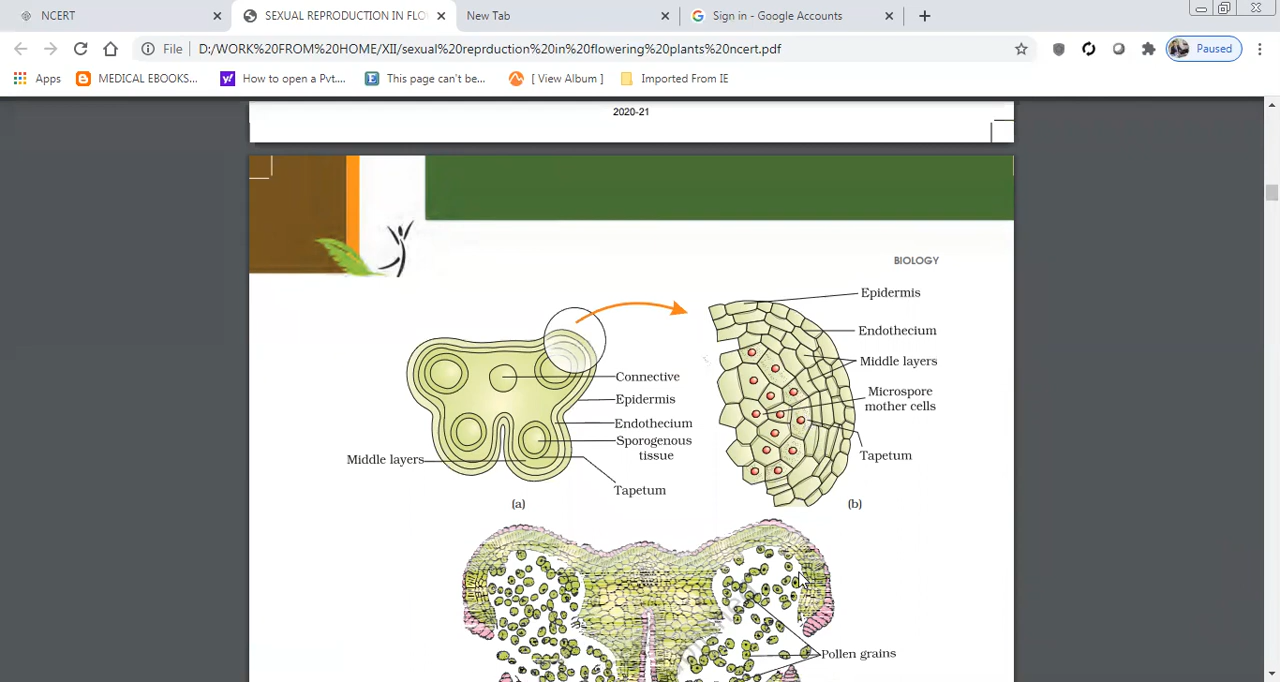 NCERT
SEXUAL REPRODUCTION IN FLO
New Tab
Sign in - Google Accounts
File
D:/WORK%20FROM%20HOME/XII/sexual%20reprduction%20in%20flowering%20plants%20ncert.pdf
Paused
Apps
MEDICAL EBOOKS...
How to open a Pvt....
This page can't be...
[ View Album ]
Imported From IE
2020-21
BIOLOGY
Epidermis
Endothecium
Middle layers
Microspore
mother cells
Tapetum
Connective
Epidermis
Endothecium
Sporogenous
tissue
Middle layers
Tapetum
(a)
(b)
Pollen grains